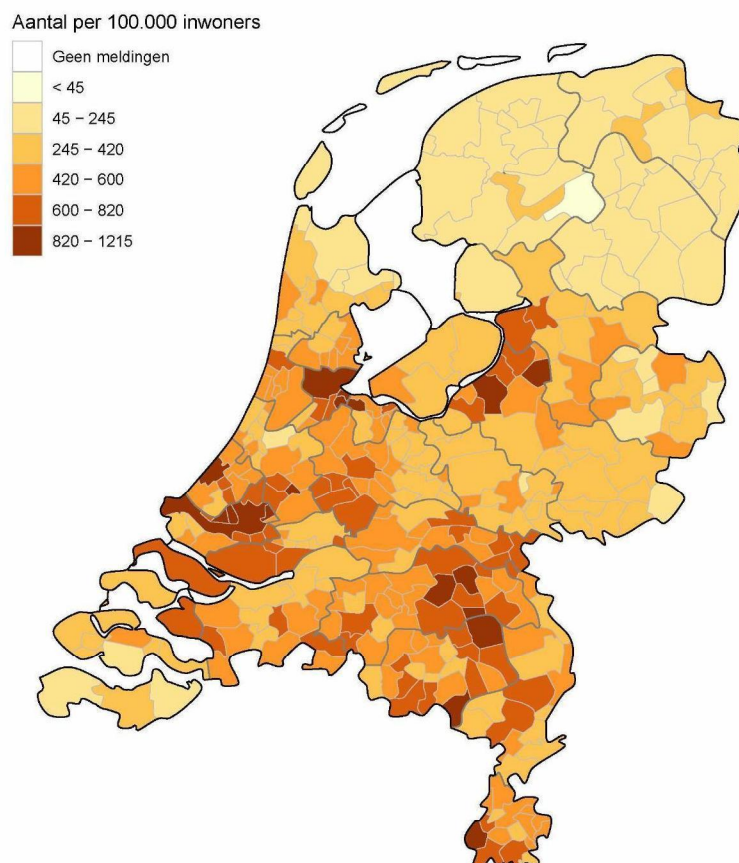 Aantal per 100.000 inwoners
Geen meldingen
< 45
45 − 245
245 − 420
420 − 600
600 − 820
820 − 1215